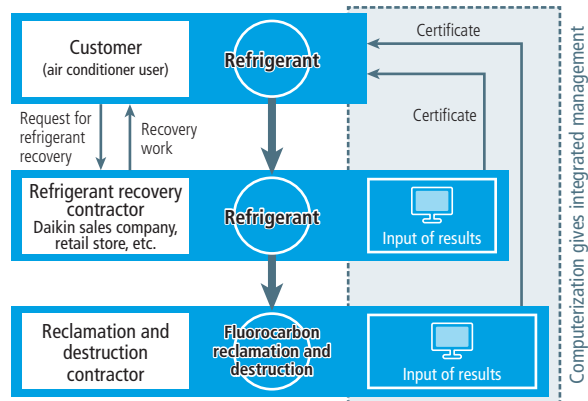 Customer
(air conditioner user)
Refrigerant
Certificate
Request for
refrigerant
recovery
Recovery
work
Certificate
Refrigerant recovery
contractor
Daikin sales company,
retail store, etc.
Refrigerant
Input of results
Reclamation and
destruction
contractor
Fluorocarbon
reclamation and
destruction
Input of results
Computerization gives integrated management